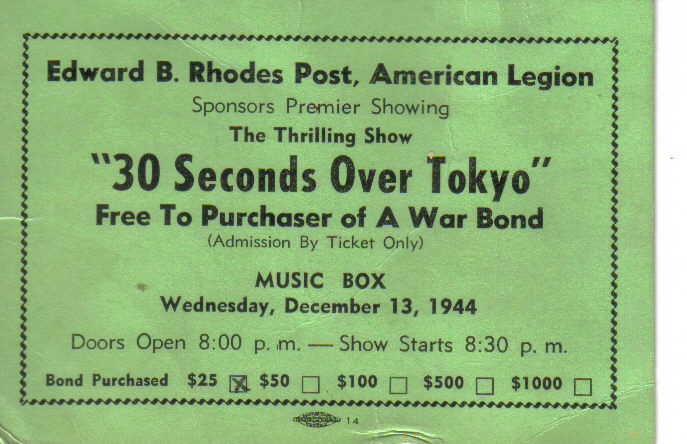 Edward B. Rhodes Post, American Legion
Sponsors Premier Showing
The Thrilling Show
"30 Seconds Over Tokyo"
Free To Purchaser of A War Bond
(Admission By Ticket Only)
MUSIC BOX
Wednesday, December 13, 1944
Doors Open 8:00 p. m. — Show Starts 8:30 p. m.
Bond Purchased $25 ☒ $50 ☐ $100 ☐ $500 ☐ $1000 ☐
14